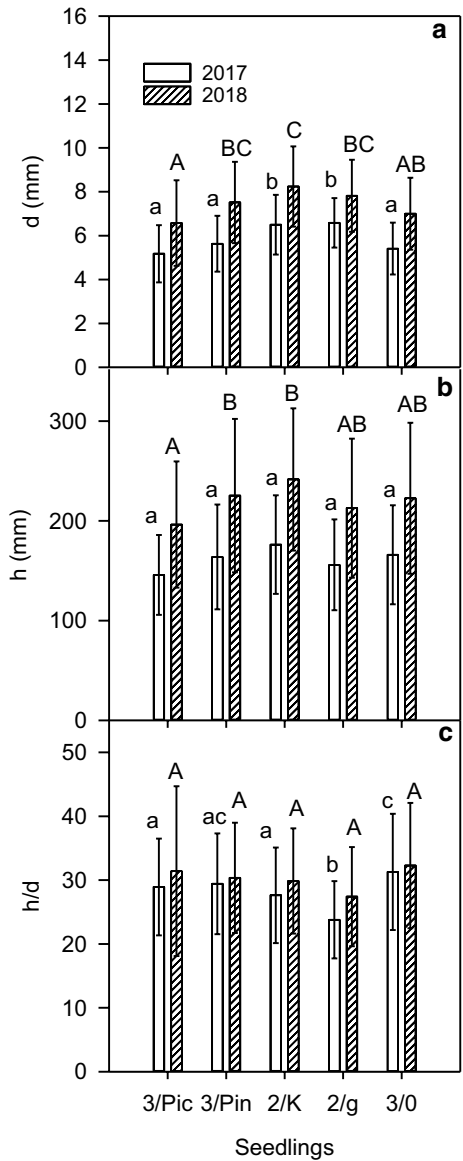 a
16
14
12
10
8
6
4
2
0
d (mm)
2017
2018
a A a BC b C b BC a AB
b
300
200
100
0
h (mm)
a A a B a B a AB a AB
c
50
40
30
20
10
0
h/d
a A ac A a A b A c A
3/Pic 3/Pin 2/K 2/g 3/0
Seedlings